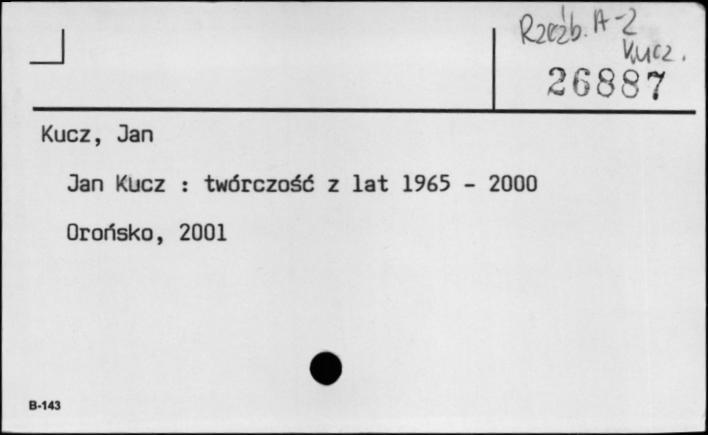 Rzeźb. A-2
Kucz.
26887
Kucz, Jan
Jan Kucz : twórczość z lat 1965 - 2000
Orońsko, 2001
B-143